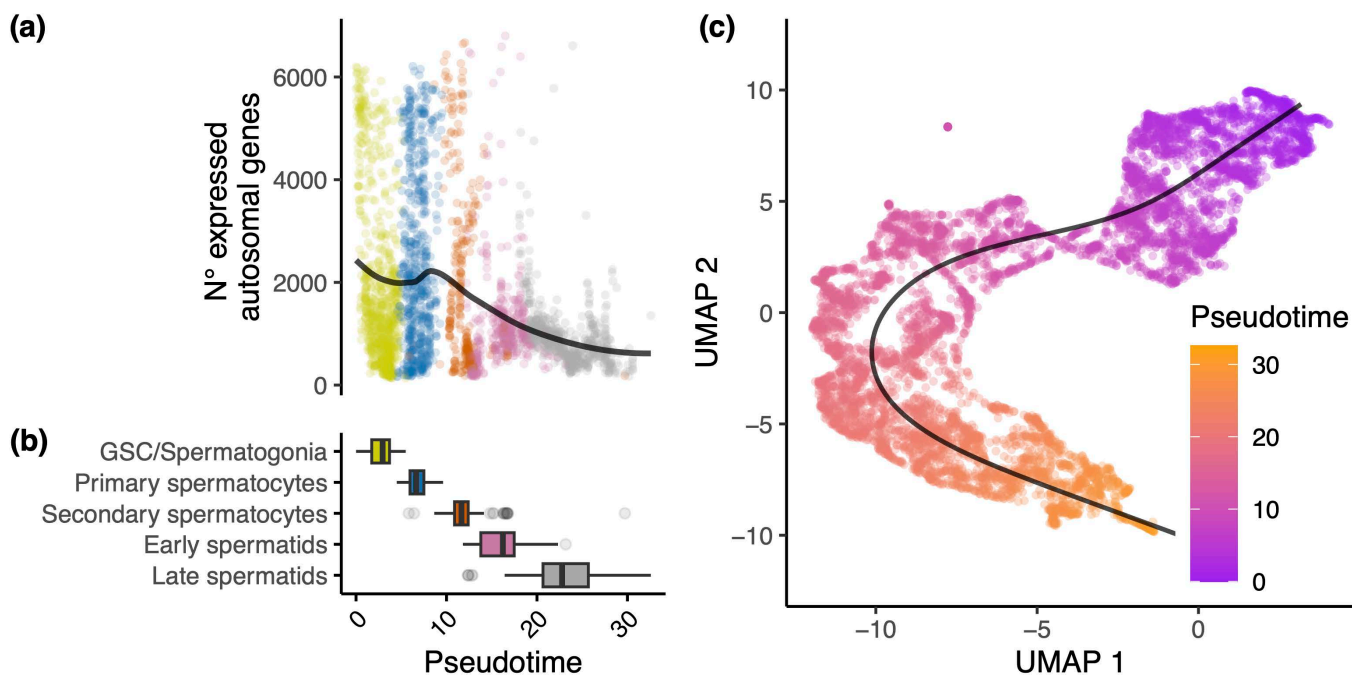 (a)
N° expressed
autosomal genes
6000
4000
2000
0
(b)
GSC/Spermatogonia
Primary spermatocytes
Secondary spermatocytes
Early spermatids
Late spermatids
0
10
20
30
Pseudotime
(c)
UMAP 2
10
5
0
−5
−10
−10
−5
0
UMAP 1
Pseudotime
30
20
10
0